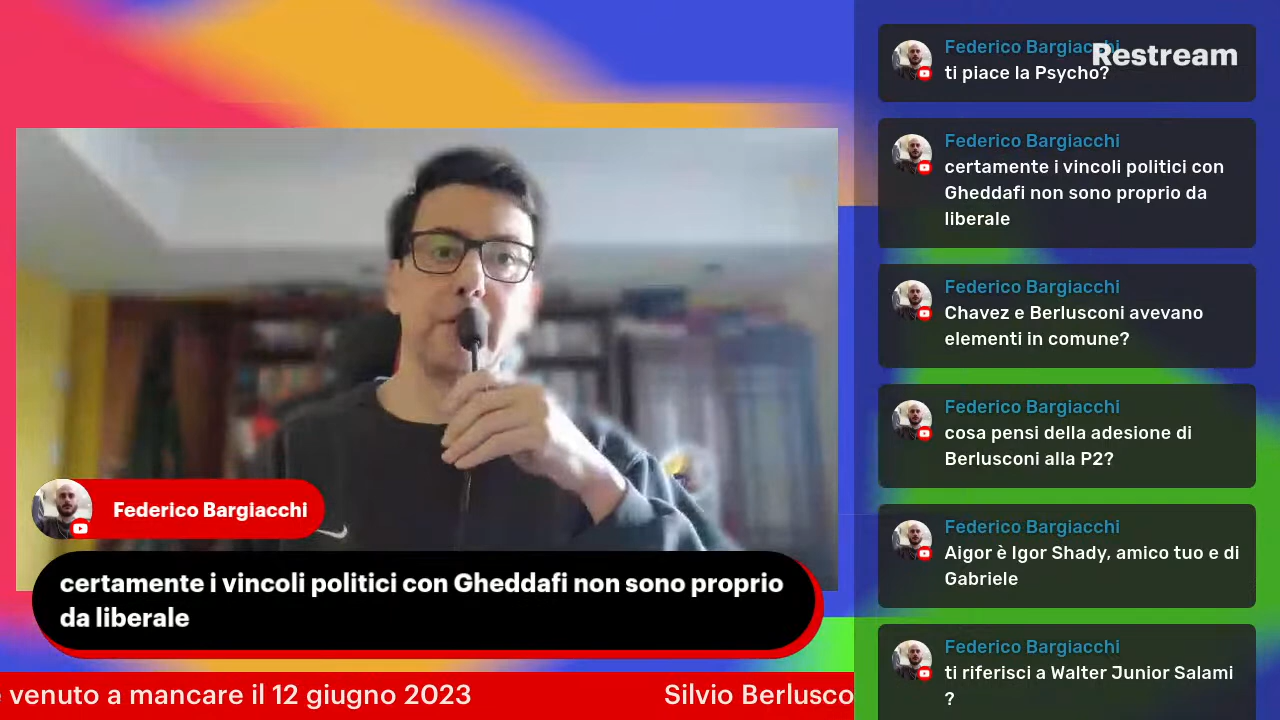 Federico Bargiacchi
Restream
ti piace la Psycho?
Federico Bargiacchi
certamente i vincoli politici con
Gheddafi non sono proprio da
liberale
Federico Bargiacchi
Chavez e Berlusconi avevano
elementi in comune?
Federico Bargiacchi
cosa pensi della adesione di
Berlusconi alla P2?
Federico Bargiacchi
Aigor è Igor Shady, amico tuo e di
Gabriele
Federico Bargiacchi
ti riferisci a Walter Junior Salami
?
Federico Bargiacchi
certamente i vincoli politici con Gheddafi non sono proprio
da liberale
è venuto a mancare il 12 giugno 2023 Silvio Berlusco